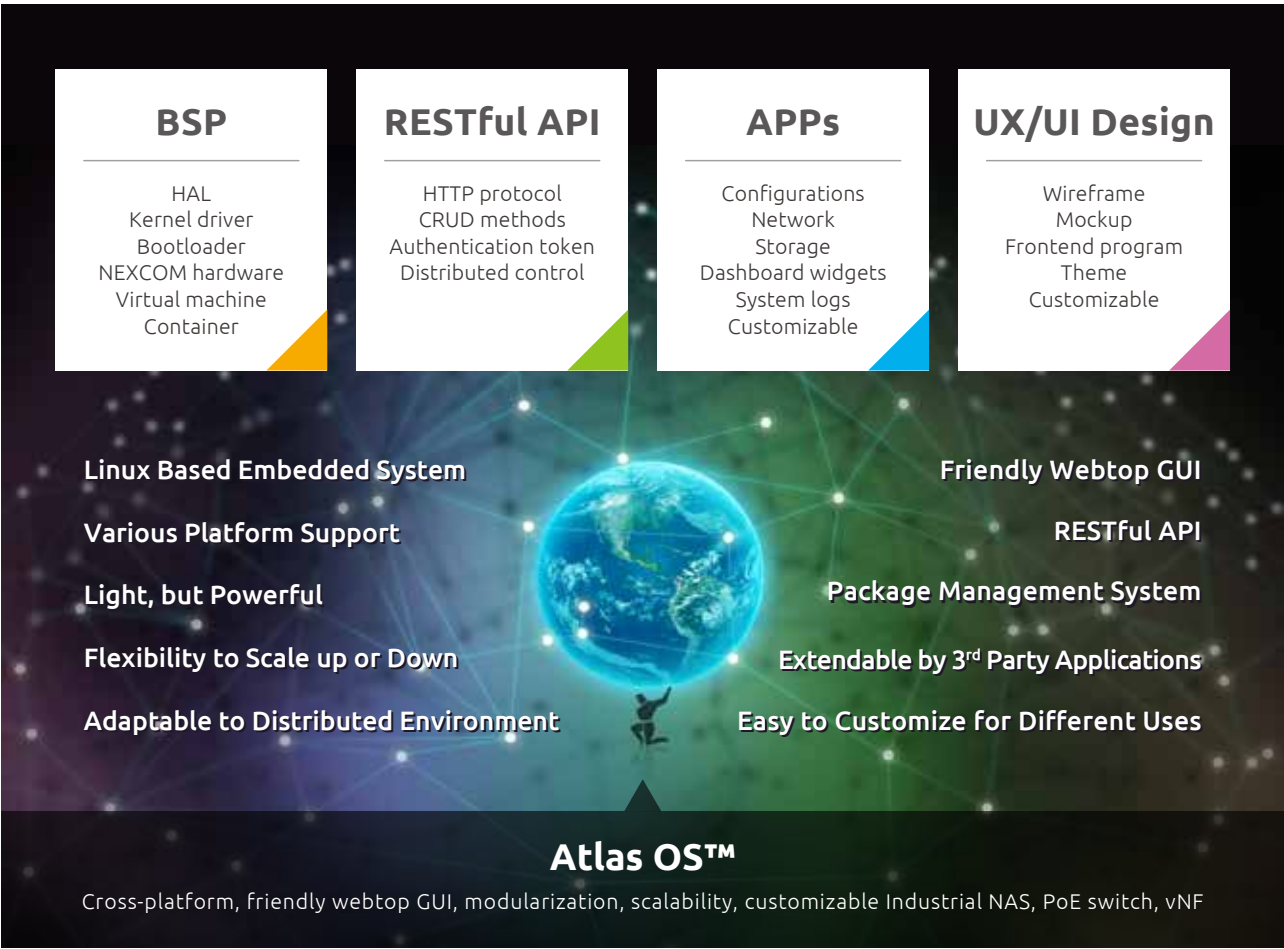 BSP
HAL
Kernel driver
Bootloader
NEXCOM hardware
Virtual machine
Container
RESTful API
HTTP protocol
CRUD methods
Authentication token
Distributed control
APPs
Configurations
Network
Storage
Dashboard widgets
System logs
Customizable
UX/UI Design
Wireframe
Mockup
Frontend program
Theme
Customizable
Linux Based Embedded System
Various Platform Support
Light, but Powerful
Flexibility to Scale up or Down
Adaptable to Distributed Environment
Friendly Webtop GUI
RESTful API
Package Management System
Extendable by 3rd Party Applications
Easy to Customize for Different Uses
Atlas OS™
Cross-platform, friendly webtop GUI, modularization, scalability, customizable Industrial NAS, PoE switch, vNF